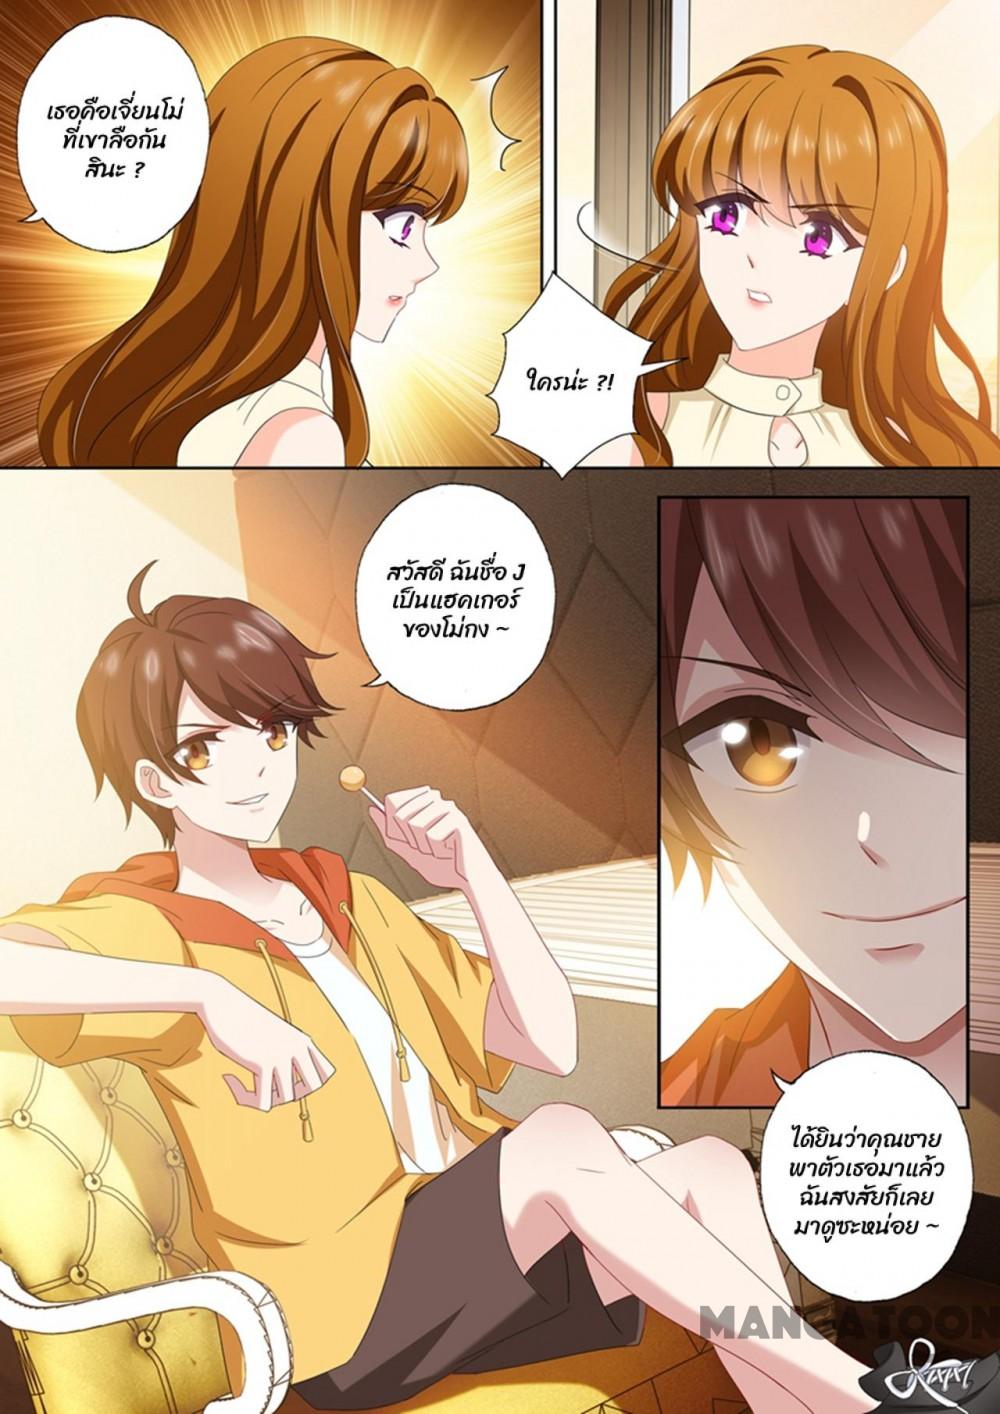 เธอคือเจี่ยนโม่
ที่เขาลือกัน
สินะ ?
ใครน่ะ ?!
สวัสดี ฉันชื่อ J
เป็นแฮคเกอร์
ของโม่กง ~
ได้ยินว่าคุณชาย
พาตัวเธอมาแล้ว
ฉันสงสัยก็เลย
มาดูซะหน่อย ~
MANGATOON